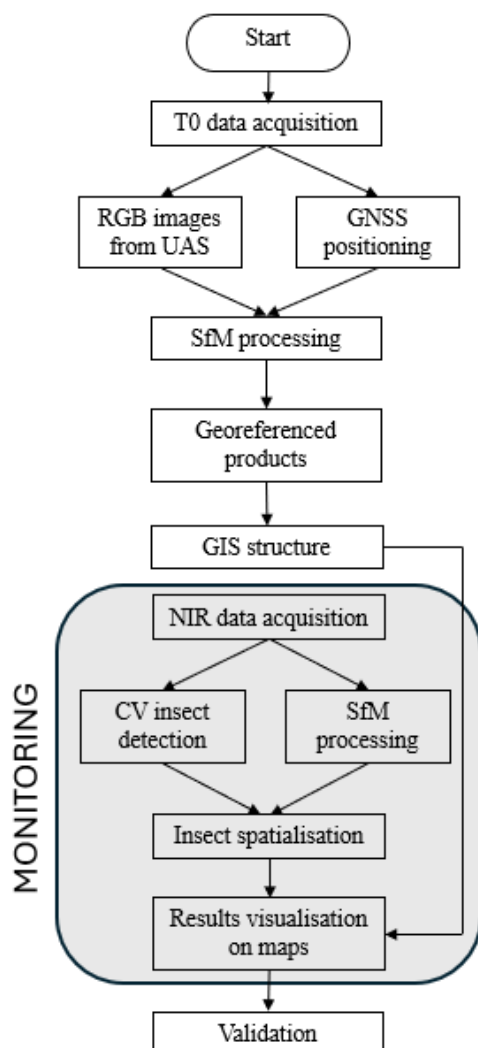 Start
T0 data acquisition
RGB images
from UAS
GNSS
positioning
SfM processing
Georeferenced
products
GIS structure
MONITORING
NIR data acquisition
CV insect
detection
SfM
processing
Insect spatialisation
Results visualisation
on maps
Validation